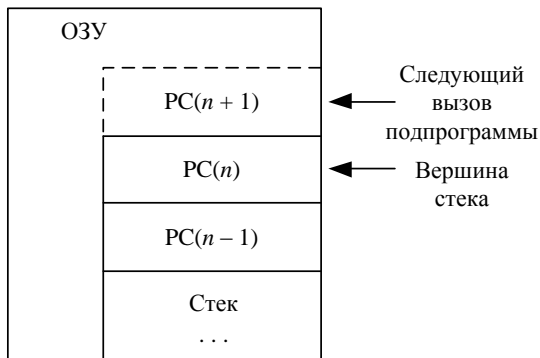 ОЗУ
PC(n + 1)
Следующий
вызов
подпрограммы
PC(n)
Вершина
стека
PC(n – 1)
Стек
. . .